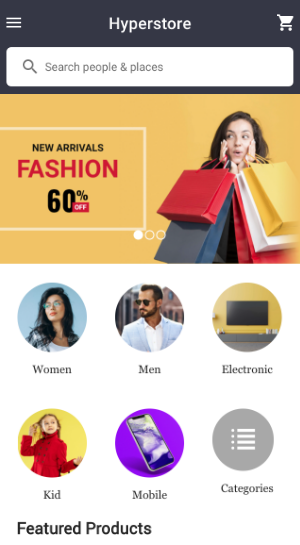 Hyperstore
Search people & places
NEW ARRIVALS
FASHION
60%
OFF
Women
Men
Electronic
Kid
Mobile
Categories
Featured Products